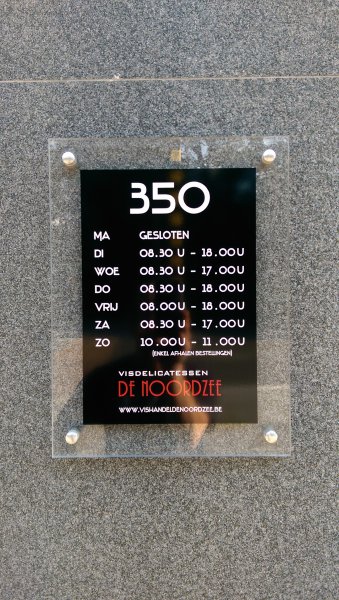 350
MA GESLOTEN
DI 08.30 U - 18.00U
WOE 08.30 U - 17.00U
DO 08.30 U - 18.00U
VRIJ 08.00U - 18.00U
ZA 08.30 U - 17.00U
ZO 10.00U - 11.00U
(ENKEL AFHALEN BESTELLINGEN)
VISDELICATESSEN
DE NOORDZEE
WWW.VISHANDELDENOORDZEE.BE